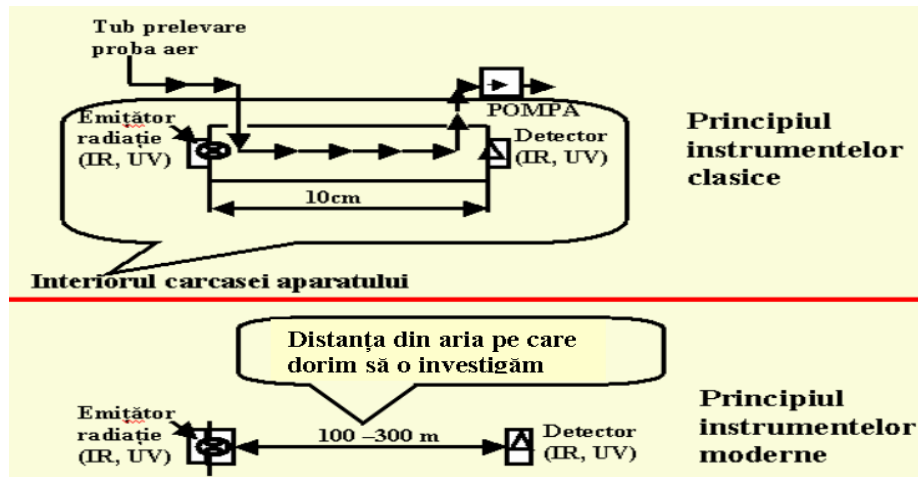 Tub prelevare
proba aer
POMPA
Emițător
radiație
(IR, UV)
Detector
(IR, UV)
10cm
Principiul
instrumentelor
clasice
Interiorul carcasei aparatului
Distanța din aria pe care
dorim să o investigăm
Emițător
radiație
(IR, UV)
100 –300 m
Detector
(IR, UV)
Principiul
instrumentelor
moderne